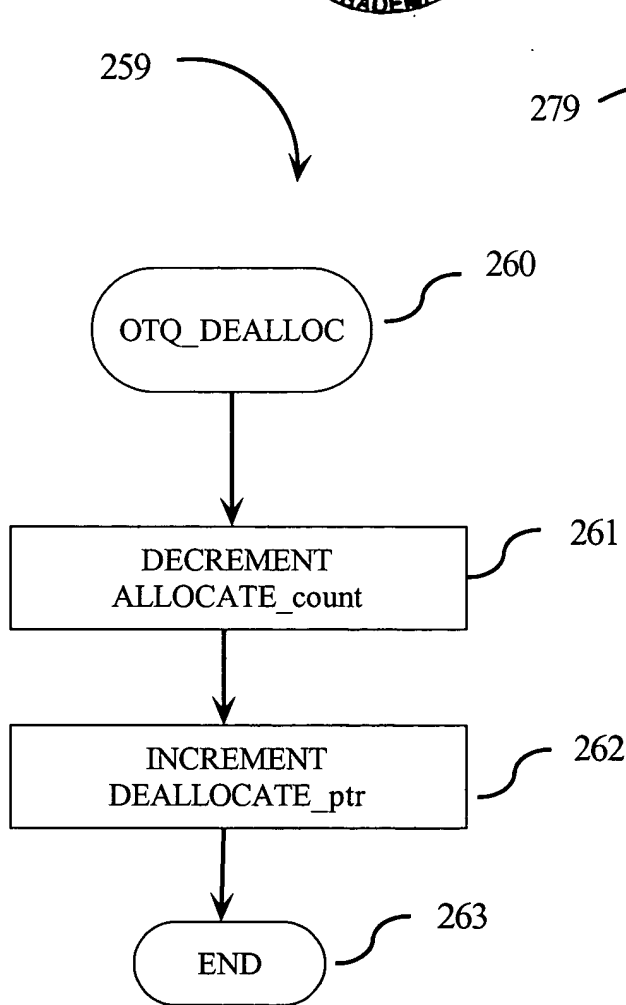 259
279
260
OTQ_DEALLOC
261
DECREMENT
ALLOCATE_count
262
INCREMENT
DEALLOCATE_ptr
263
END